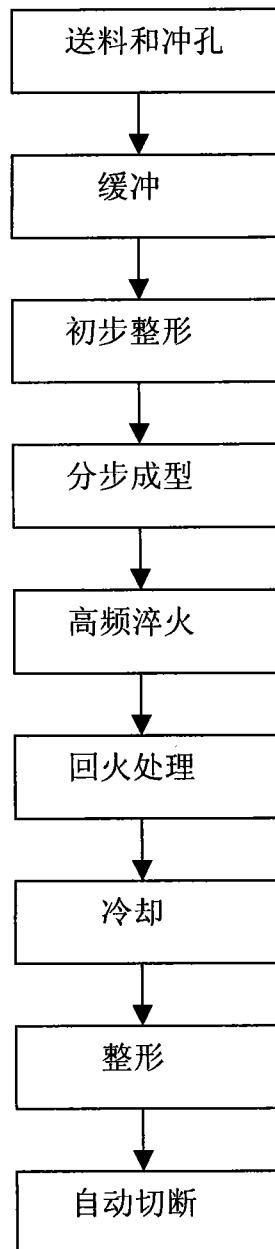 送料和冲孔
缓冲
初步整形
分步成型
高频淬火
回火处理
冷却
整形
自动切断